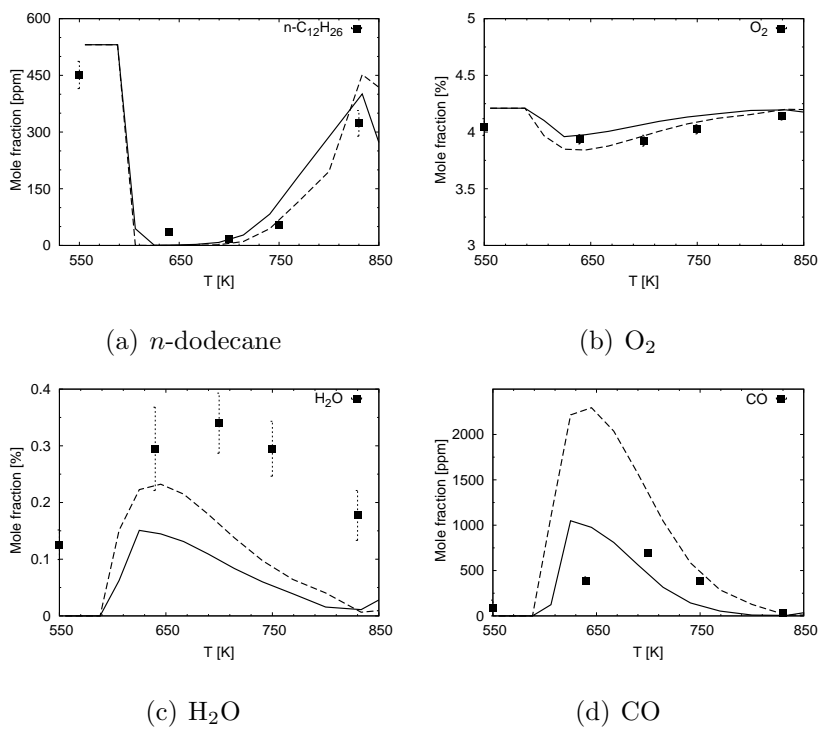 600
450
300
150
0
550
650
750
850
Mole fraction [ppm]
T [K]
n-C₁₂H₂₆
(a) n-dodecane
5
4.5
4
3.5
3
550
650
750
850
Mole fraction [%]
T [K]
O₂
(b) O₂
0.4
0.3
0.2
0.1
0
550
650
750
850
Mole fraction [%]
T [K]
H₂O
(c) H₂O
2000
1500
1000
500
0
550
650
750
850
Mole fraction [ppm]
T [K]
CO
(d) CO